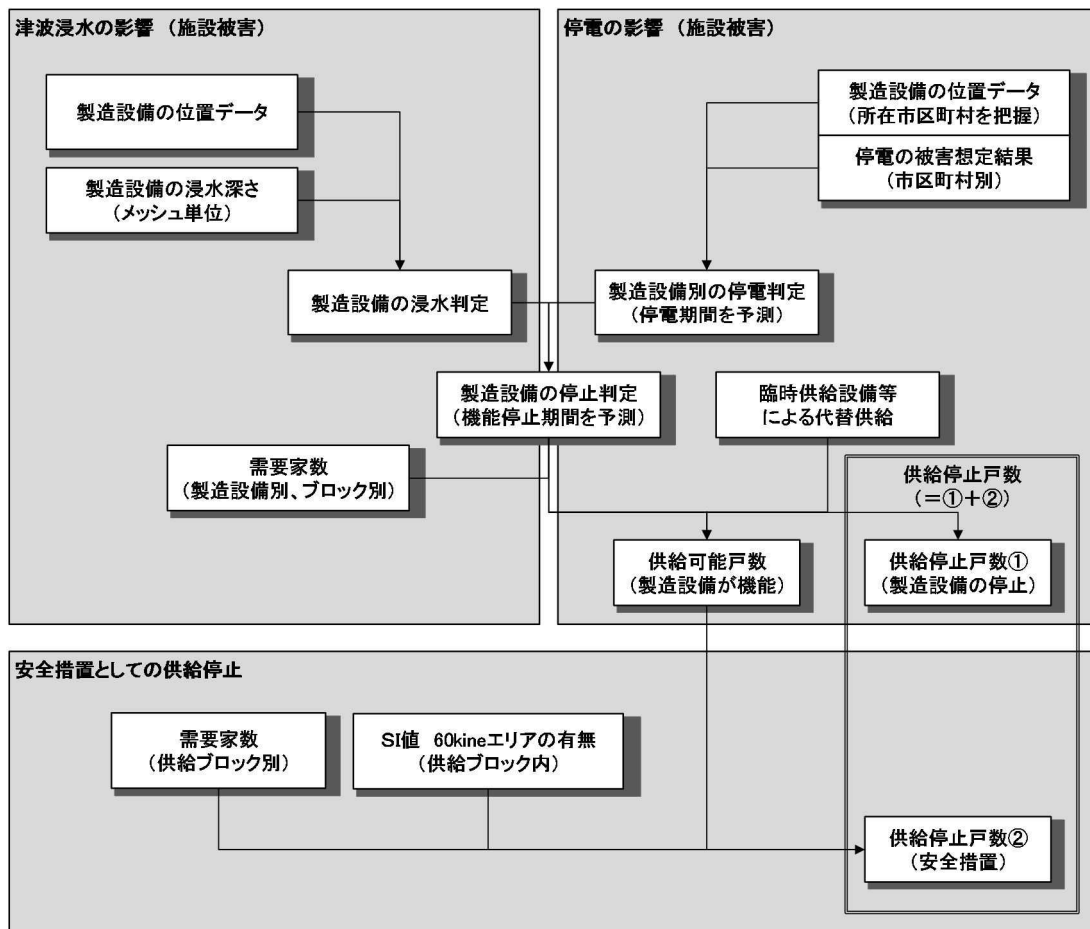 津波浸水の影響（施設被害）
製造設備の位置データ
製造設備の浸水深さ
（メッシュ単位）
製造設備の浸水判定
停電の影響（施設被害）
製造設備の位置データ
（所在市区町村を把握）
停電の被害想定結果
（市区町村別）
製造設備別の停電判定
（停電期間を予測）
製造設備の停止判定
（機能停止期間を予測）
臨時供給設備等
による代替供給
需要家数
（製造設備別、ブロック別）
供給停止戸数
（＝①＋②）
供給可能戸数
（製造設備が機能）
供給停止戸数①
（製造設備の停止）
安全措置としての供給停止
需要家数
（供給ブロック別）
SI値 60kineエリアの有無
（供給ブロック内）
供給停止戸数②
（安全措置）